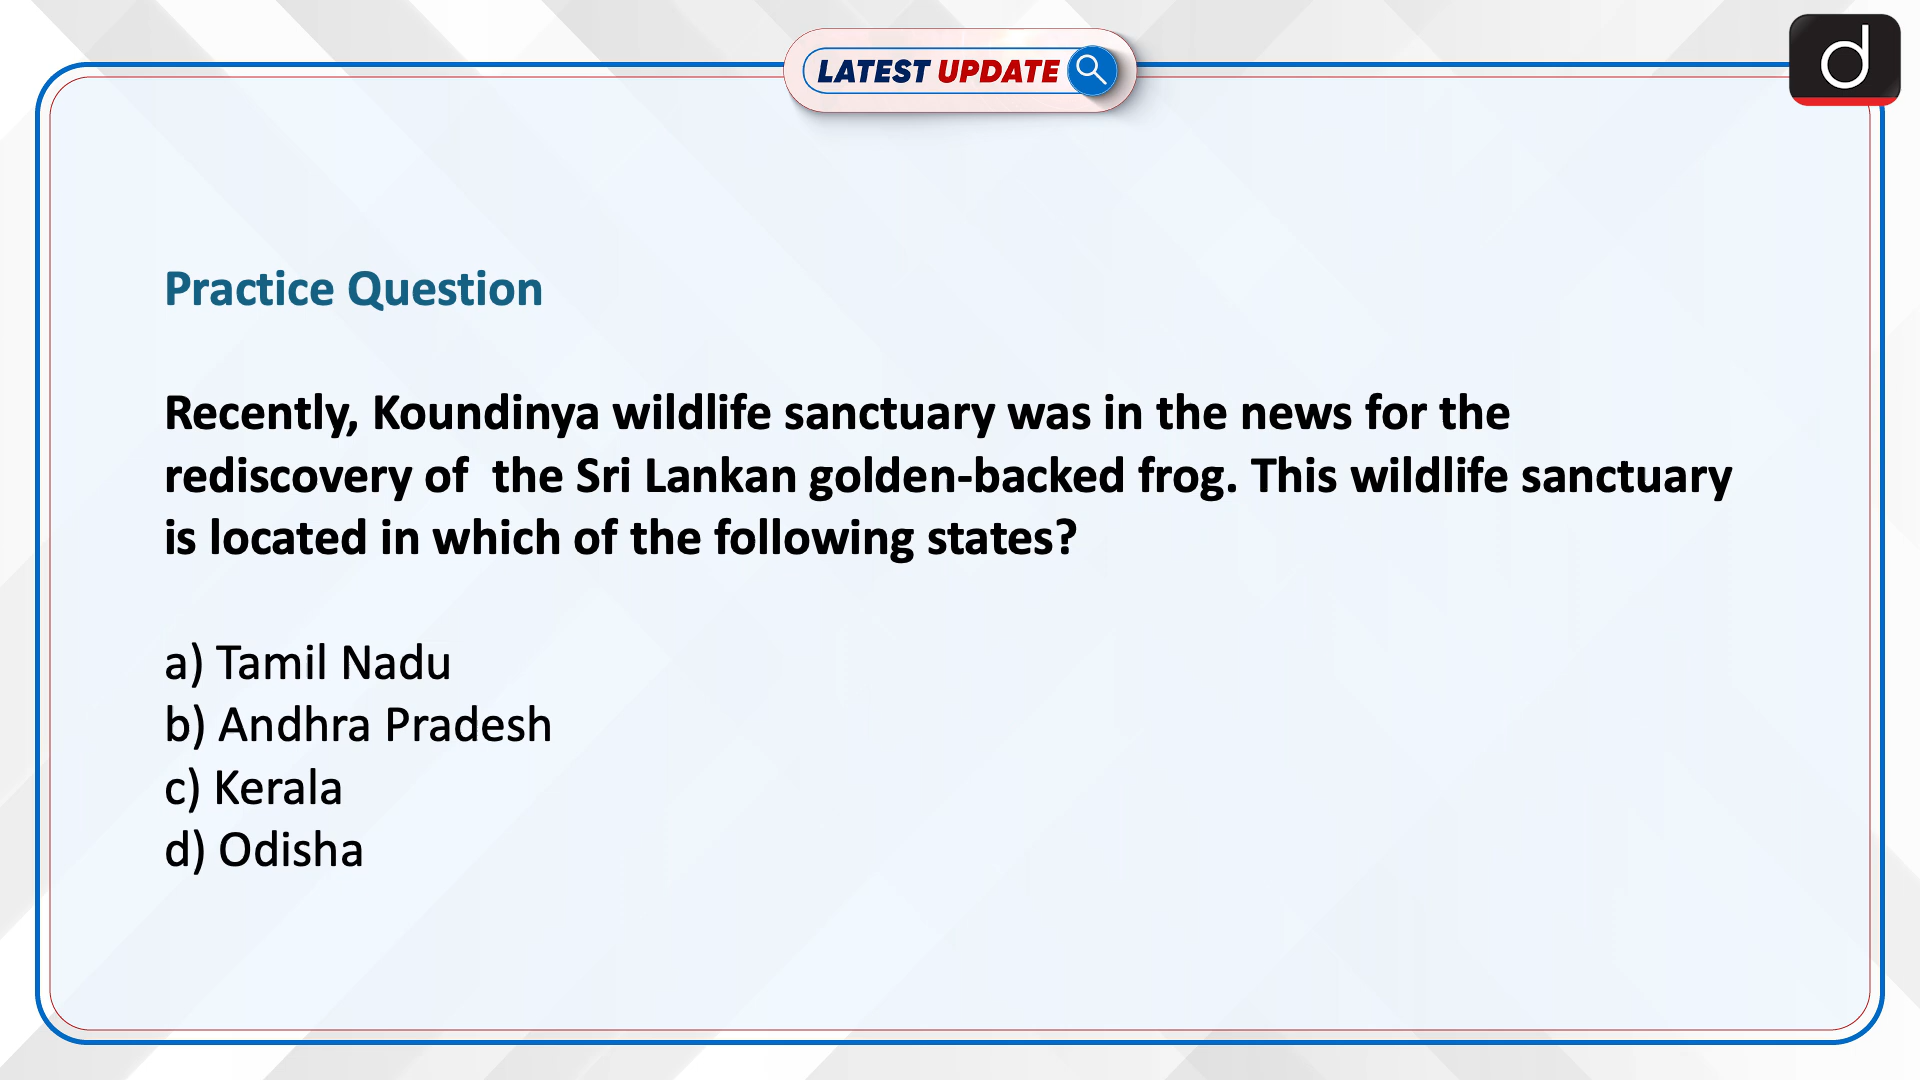 LATEST UPDATE
d
Practice Question
Recently, Koundinya wildlife sanctuary was in the news for the
rediscovery of  the Sri Lankan golden-backed frog. This wildlife sanctuary
is located in which of the following states?
a) Tamil Nadu
b) Andhra Pradesh
c) Kerala
d) Odisha